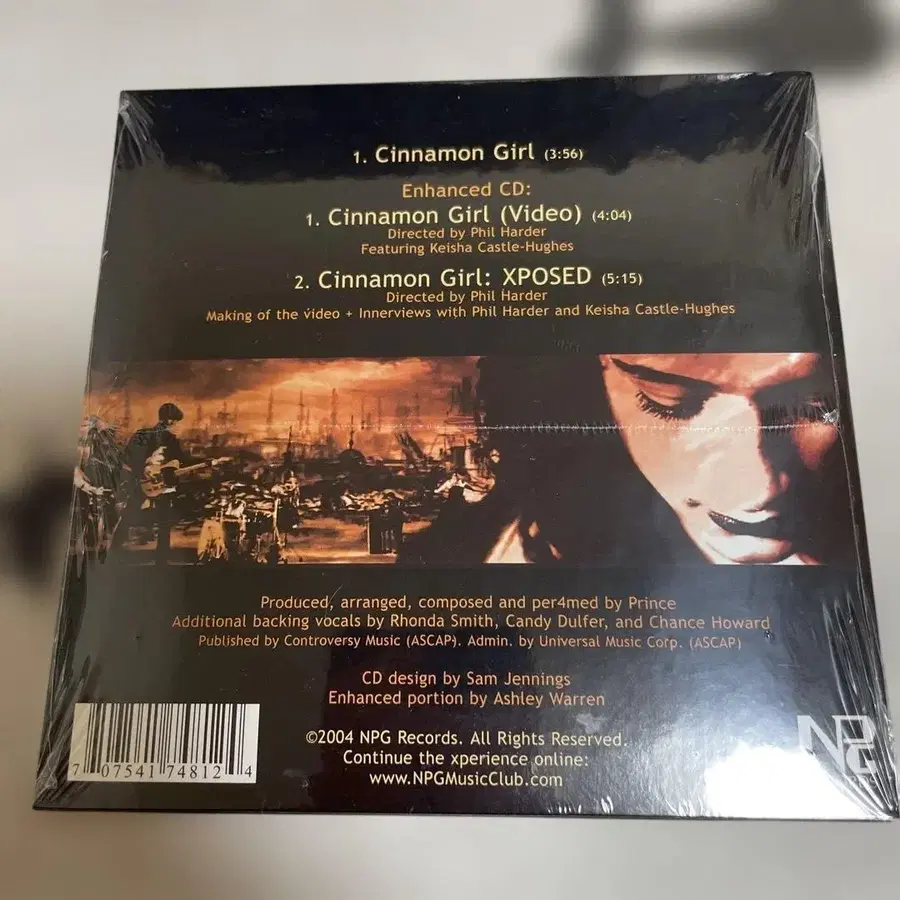 1. Cinnamon Girl (3:56)
Enhanced CD:
1. Cinnamon Girl (Video) (4:04)
Directed by Phil Harder
Featuring Keisha Castle-Hughes
2. Cinnamon Girl: XPOSED (5:15)
Directed by Phil Harder
Making of the video + Innerviews with Phil Harder and Keisha Castle-Hughes
Produced, arranged, composed and per4med by Prince
Additional backing vocals by Rhonda Smith, Candy Dulfer, and Chance Howard
Published by Controversy Music (ASCAP). Admin. by Universal Music Corp. (ASCAP)
CD design by Sam Jennings
Enhanced portion by Ashley Warren
©2004 NPG Records. All Rights Reserved.
Continue the xperience online:
www.NPGMusicClub.com
7 07541 74812 4
NPG